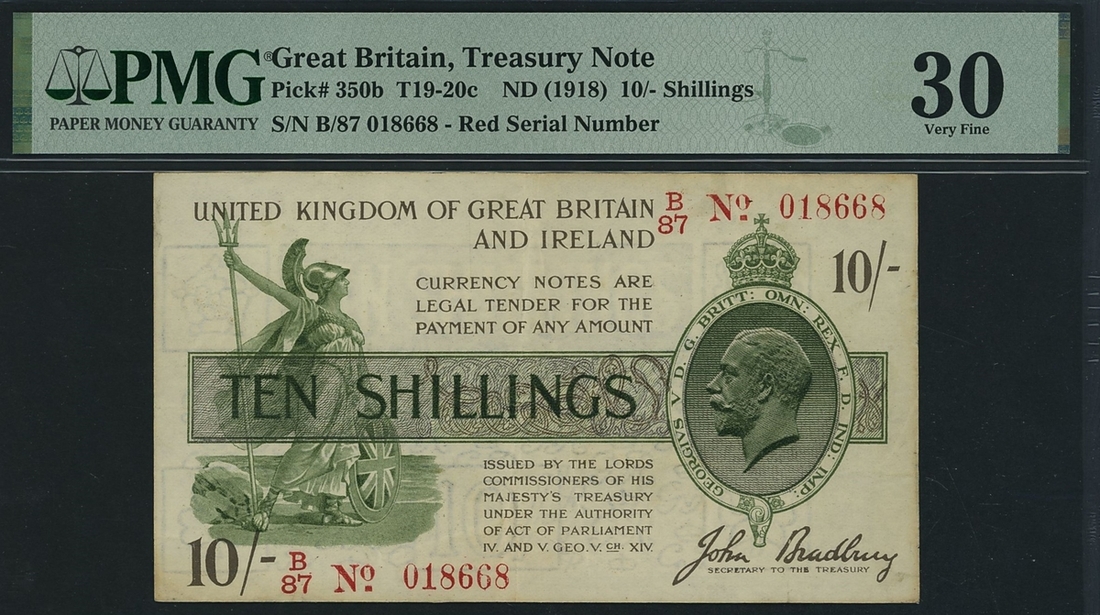 PMG®
PAPER MONEY GUARANTY
Great Britain, Treasury Note
Pick# 350b T19-20c ND (1918) 10/- Shillings
S/N B/87 018668 - Red Serial Number
30
Very Fine
UNITED KINGDOM OF GREAT BRITAIN
AND IRELAND
B/87 No. 018668
10/-
CURRENCY NOTES ARE
LEGAL TENDER FOR THE
PAYMENT OF ANY AMOUNT
GEORGIVS V D. G. BRITT: OMN: REX F. D. IND: IMP:
TEN SHILLINGS
ISSUED BY THE LORDS
COMMISSIONERS OF HIS
MAJESTY'S TREASURY
UNDER THE AUTHORITY
OF ACT OF PARLIAMENT
IV. AND V. GEO. V. CH. XIV.
John Bradbury
SECRETARY TO THE TREASURY
10/-
B/87 No. 018668